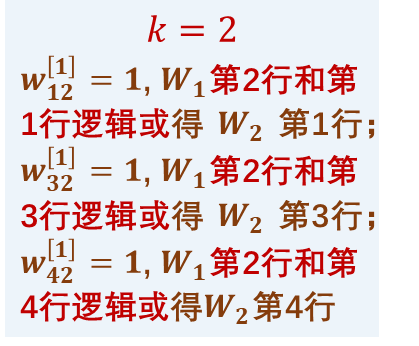 k = 2
w₁₂^[1] = 1, W₁第2行和第
1行逻辑或得 W₂ 第1行；
w₃₂^[1] = 1, W₁第2行和第
3行逻辑或得 W₂ 第3行；
w₄₂^[1] = 1, W₁第2行和第
4行逻辑或得W₂第4行